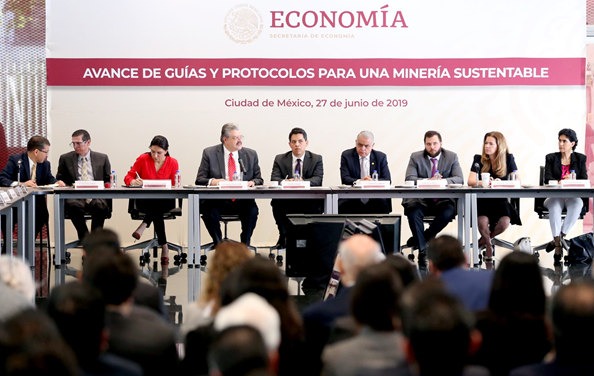 ECONOMÍA
SECRETARÍA DE ECONOMÍA
AVANCE DE GUÍAS Y PROTOCOLOS PARA UNA MINERÍA SUSTENTABLE
Ciudad de México, 27 de junio de 2019